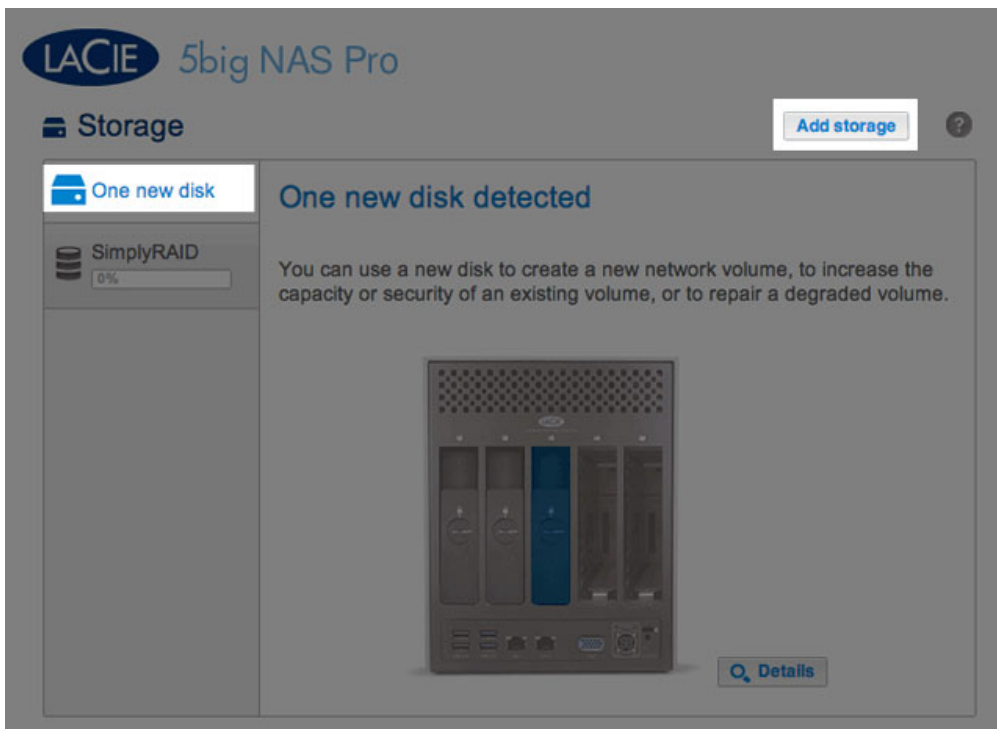 LACIE 5big NAS Pro
Storage
Add storage
?
One new disk
SimplyRAID
0%
One new disk detected
You can use a new disk to create a new network volume, to increase the
capacity or security of an existing volume, or to repair a degraded volume.
LACIE
Details